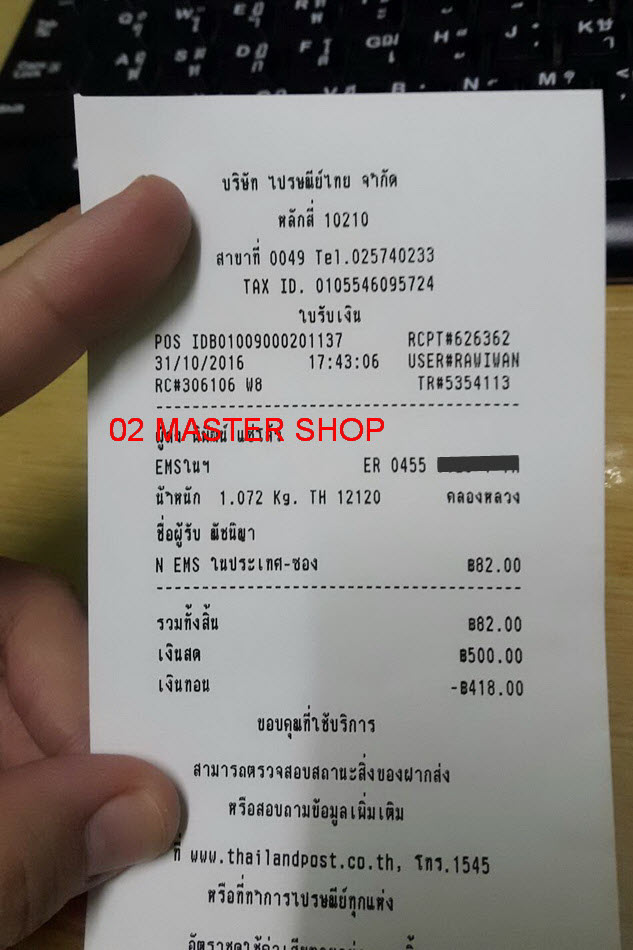 บริษัท ไปรษณีย์ไทย จำกัด
หลักสี่ 10210
สาขาที่ 0049 Tel.025740233
TAX ID. 0105546095724
ใบรับเงิน
POS IDB01009000201137 RCPT#626362
31/10/2016 17:43:06 USER#RAWIWAN
RC#306106 W8 TR#5354113
02 MASTER SHOP
EMSในฯ ER 0455
น้ำหนัก 1.072 Kg. TH 12120 คลองหลวง
ชื่อผู้รับ ณัชนิฌา
N EMS ในประเทศ-ซอง ฿82.00
รวมทั้งสิ้น ฿82.00
เงินสด ฿500.00
เงินทอน -฿418.00
ขอบคุณที่ใช้บริการ
สามารถตรวจสอบสถานะสิ่งของฝากส่ง
หรือสอบถามข้อมูลเพิ่มเติม
ที่ www.thailandpost.co.th, โทร.1545
หรือที่ทำการไปรษณีย์ทุกแห่ง